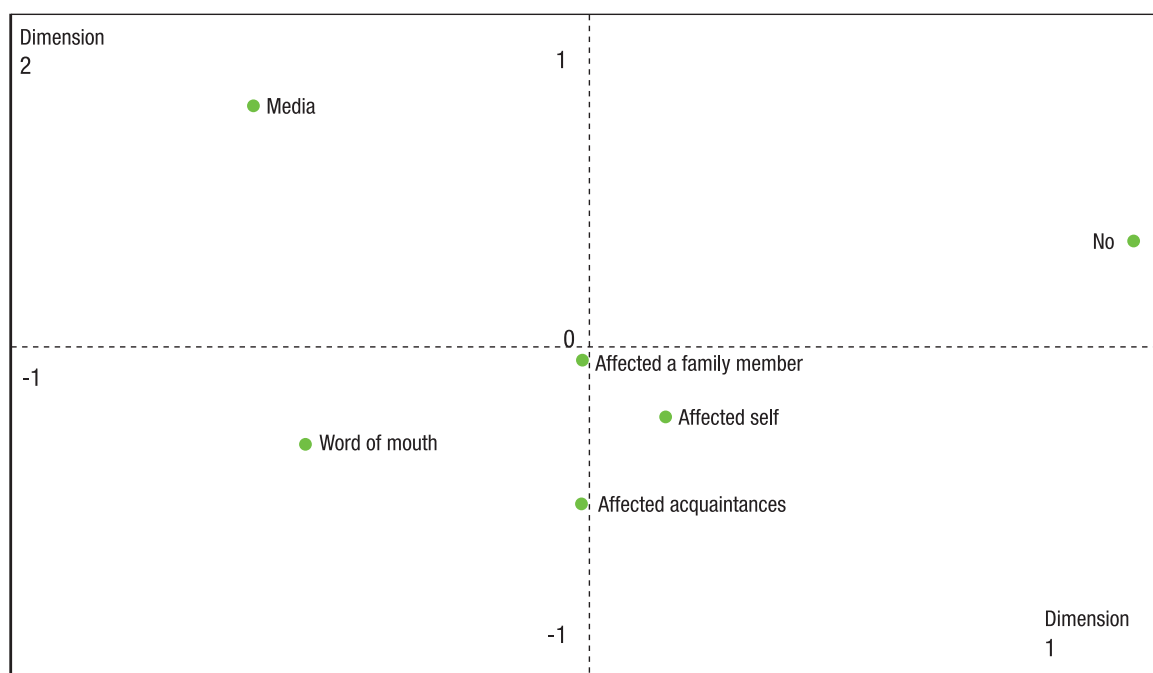 Dimension
2
1
Media
No
0
Affected a family member
-1
Affected self
Word of mouth
Affected acquaintances
-1
Dimension
1